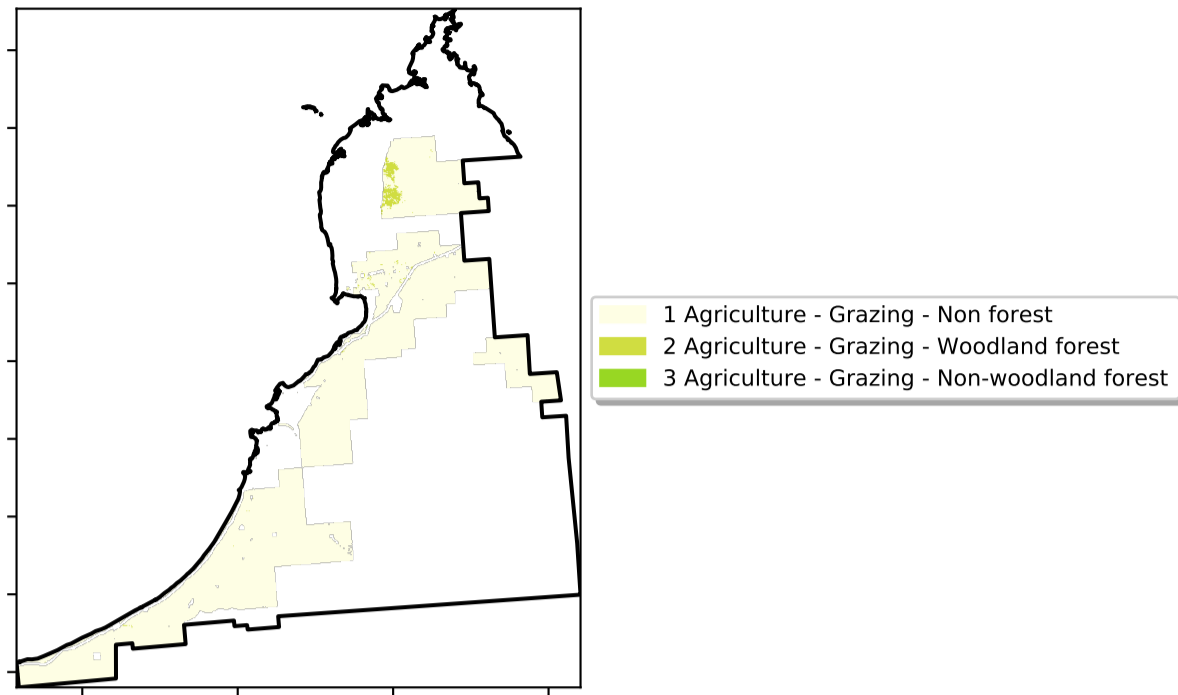 1 Agriculture - Grazing - Non forest
2 Agriculture - Grazing - Woodland forest
3 Agriculture - Grazing - Non-woodland forest